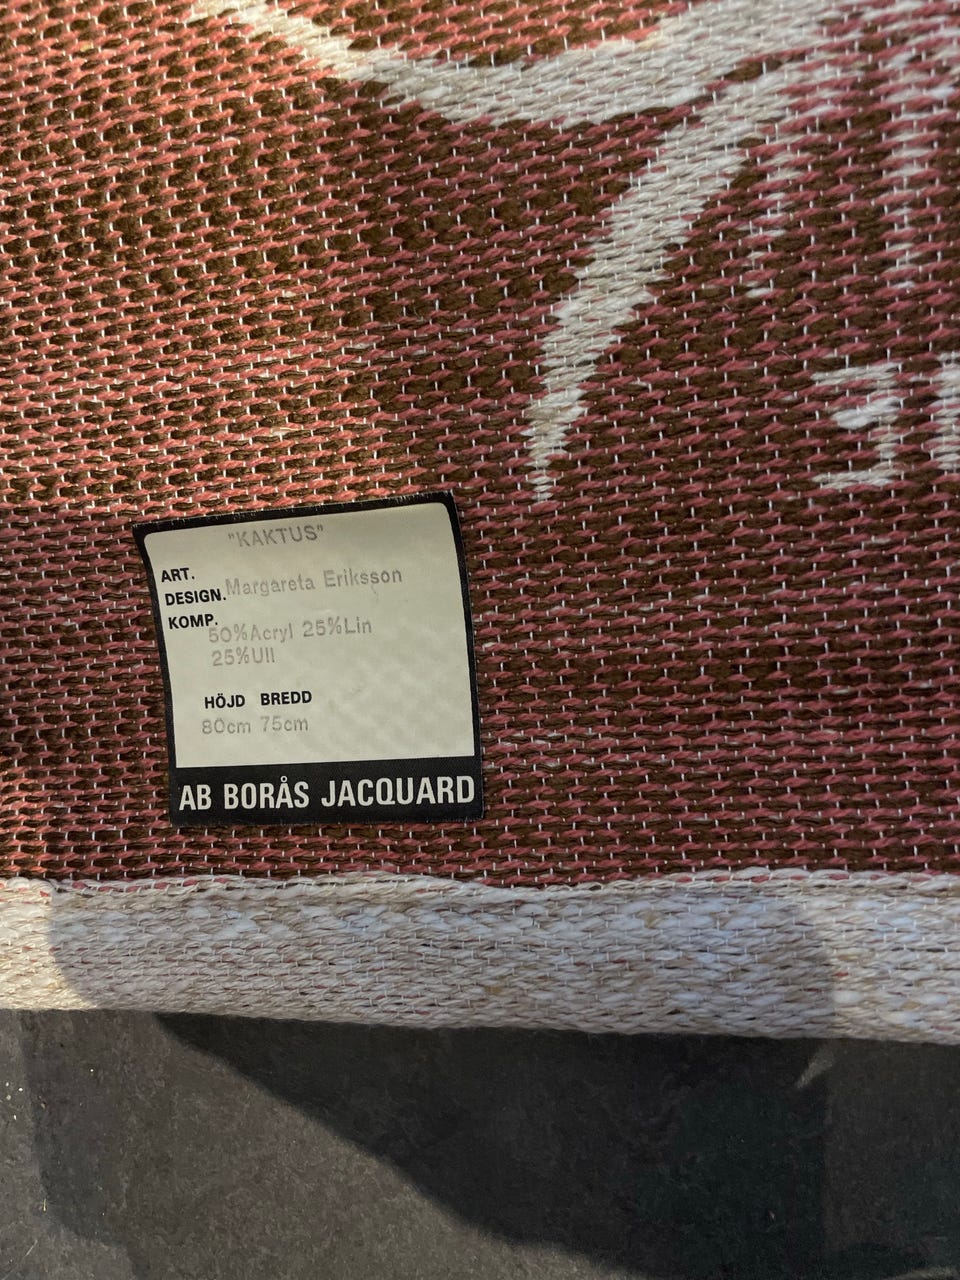 "KAKTUS"
ART.
DESIGN. Margareta Eriksson
KOMP. 50%Acryl 25%Lin
25%Ull
HÖJD BREDD
80cm 75cm
AB BORÅS JACQUARD